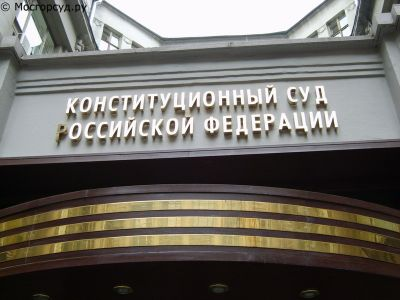 © Мосгорсуд.ру
КОНСТИТУЦИОННЫЙ СУД
РОССИЙСКОЙ ФЕДЕРАЦИИ